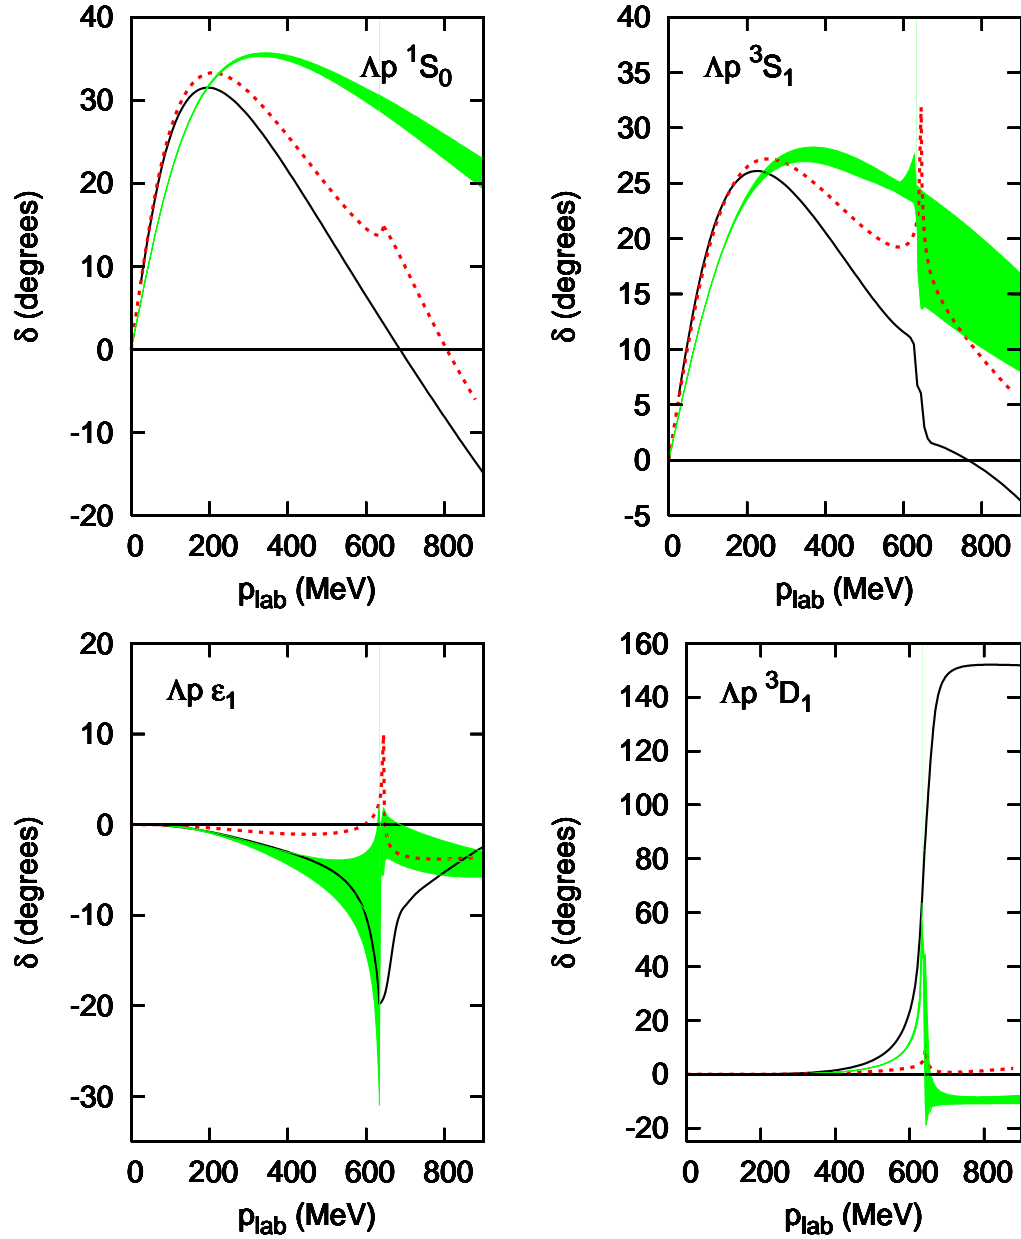 Λp ¹S₀
40
30
20
10
0
-10
-20
0 200 400 600 800
δ (degrees)
p_lab (MeV)
Λp ³S₁
40
35
30
25
20
15
10
5
0
-5
0 200 400 600 800
δ (degrees)
p_lab (MeV)
Λp ε₁
20
10
0
-10
-20
-30
0 200 400 600 800
δ (degrees)
p_lab (MeV)
Λp ³D₁
160
140
120
100
80
60
40
20
0
-20
0 200 400 600 800
δ (degrees)
p_lab (MeV)